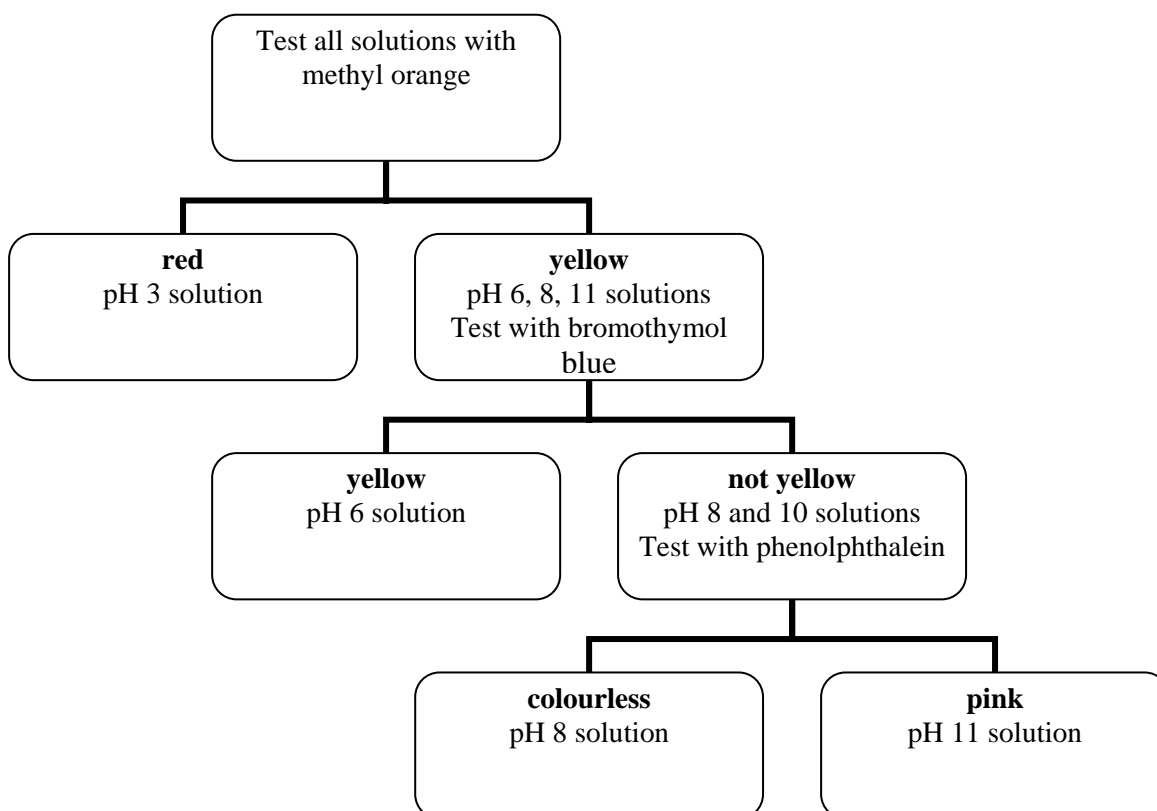 Test all solutions with
methyl orange
red
pH 3 solution
yellow
pH 6, 8, 11 solutions
Test with bromothymol
blue
yellow
pH 6 solution
not yellow
pH 8 and 10 solutions
Test with phenolphthalein
colourless
pH 8 solution
pink
pH 11 solution